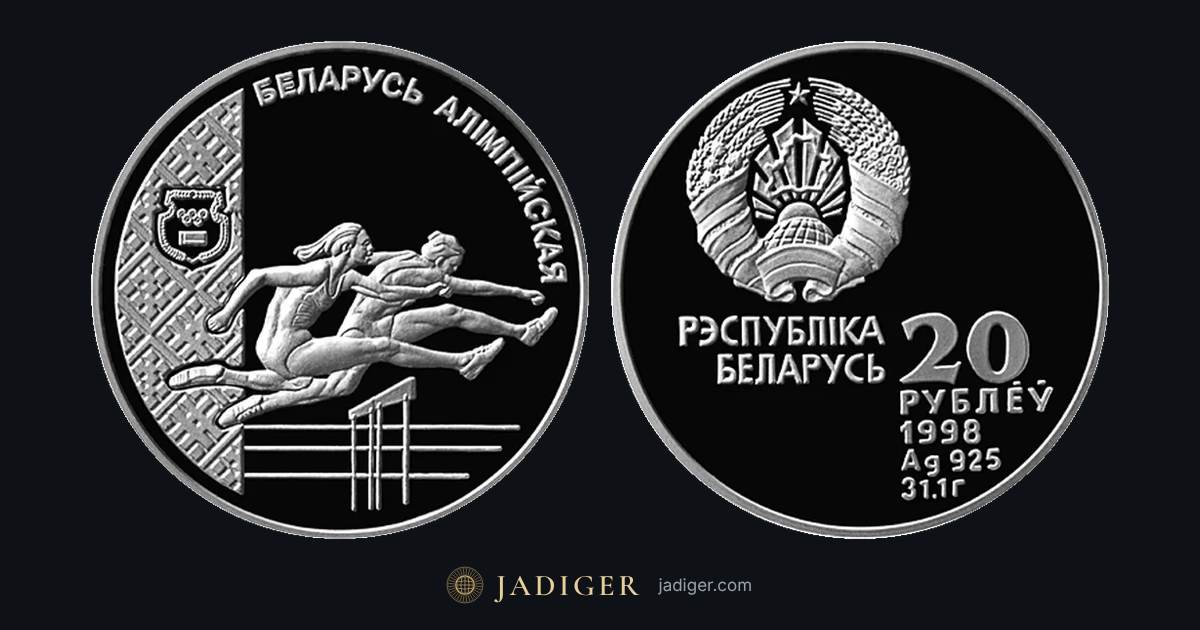 БЕЛАРУСЬ АЛІМПІЙСКАЯ
РЭСПУБЛІКА
БЕЛАРУСЬ
20
РУБЛЁЎ
1998
Ag 925
31.1г
JADIGER jadiger.com